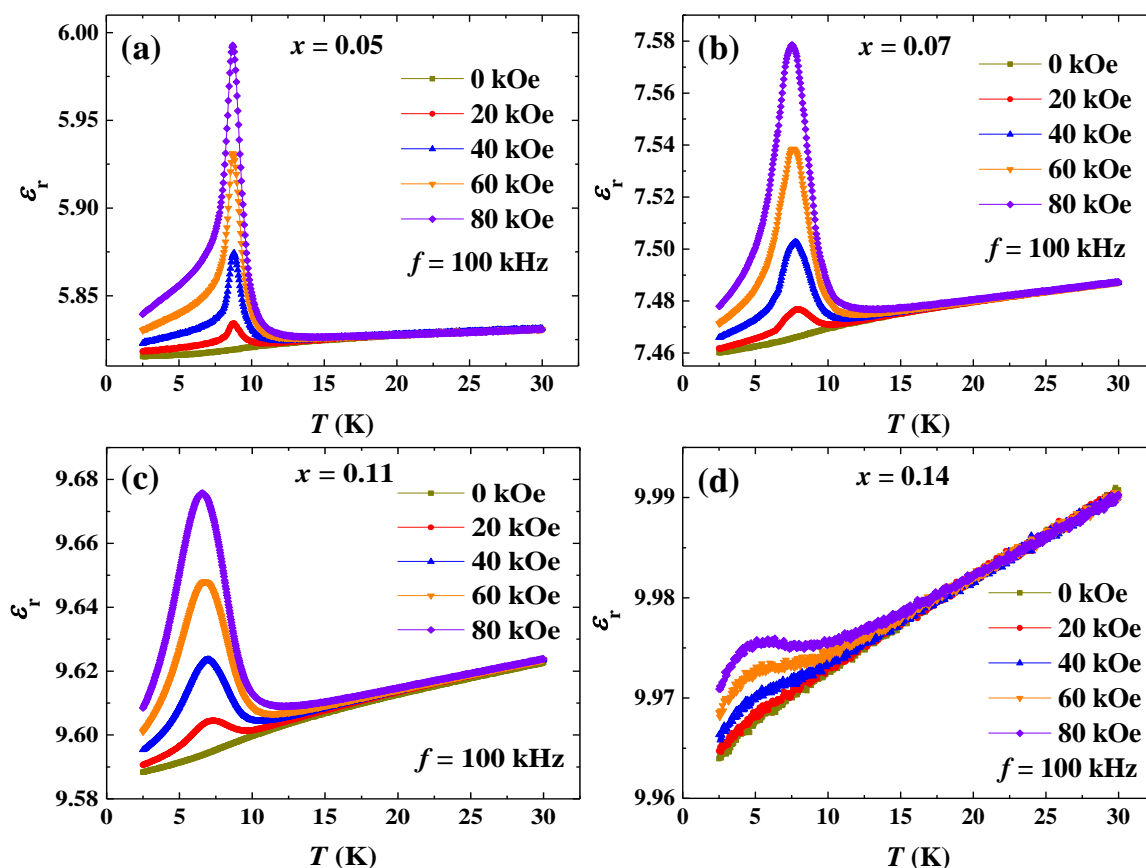 (a)
x = 0.05
0 kOe
20 kOe
40 kOe
60 kOe
80 kOe
f = 100 kHz
6.00
5.95
5.90
5.85
εr
0 5 10 15 20 25 30
T (K)
(b)
x = 0.07
0 kOe
20 kOe
40 kOe
60 kOe
80 kOe
f = 100 kHz
7.58
7.56
7.54
7.52
7.50
7.48
7.46
εr
0 5 10 15 20 25 30
T (K)
(c)
x = 0.11
0 kOe
20 kOe
40 kOe
60 kOe
80 kOe
f = 100 kHz
9.68
9.66
9.64
9.62
9.60
9.58
εr
0 5 10 15 20 25 30
T (K)
(d)
x = 0.14
0 kOe
20 kOe
40 kOe
60 kOe
80 kOe
f = 100 kHz
9.99
9.98
9.97
9.96
εr
0 5 10 15 20 25 30
T (K)